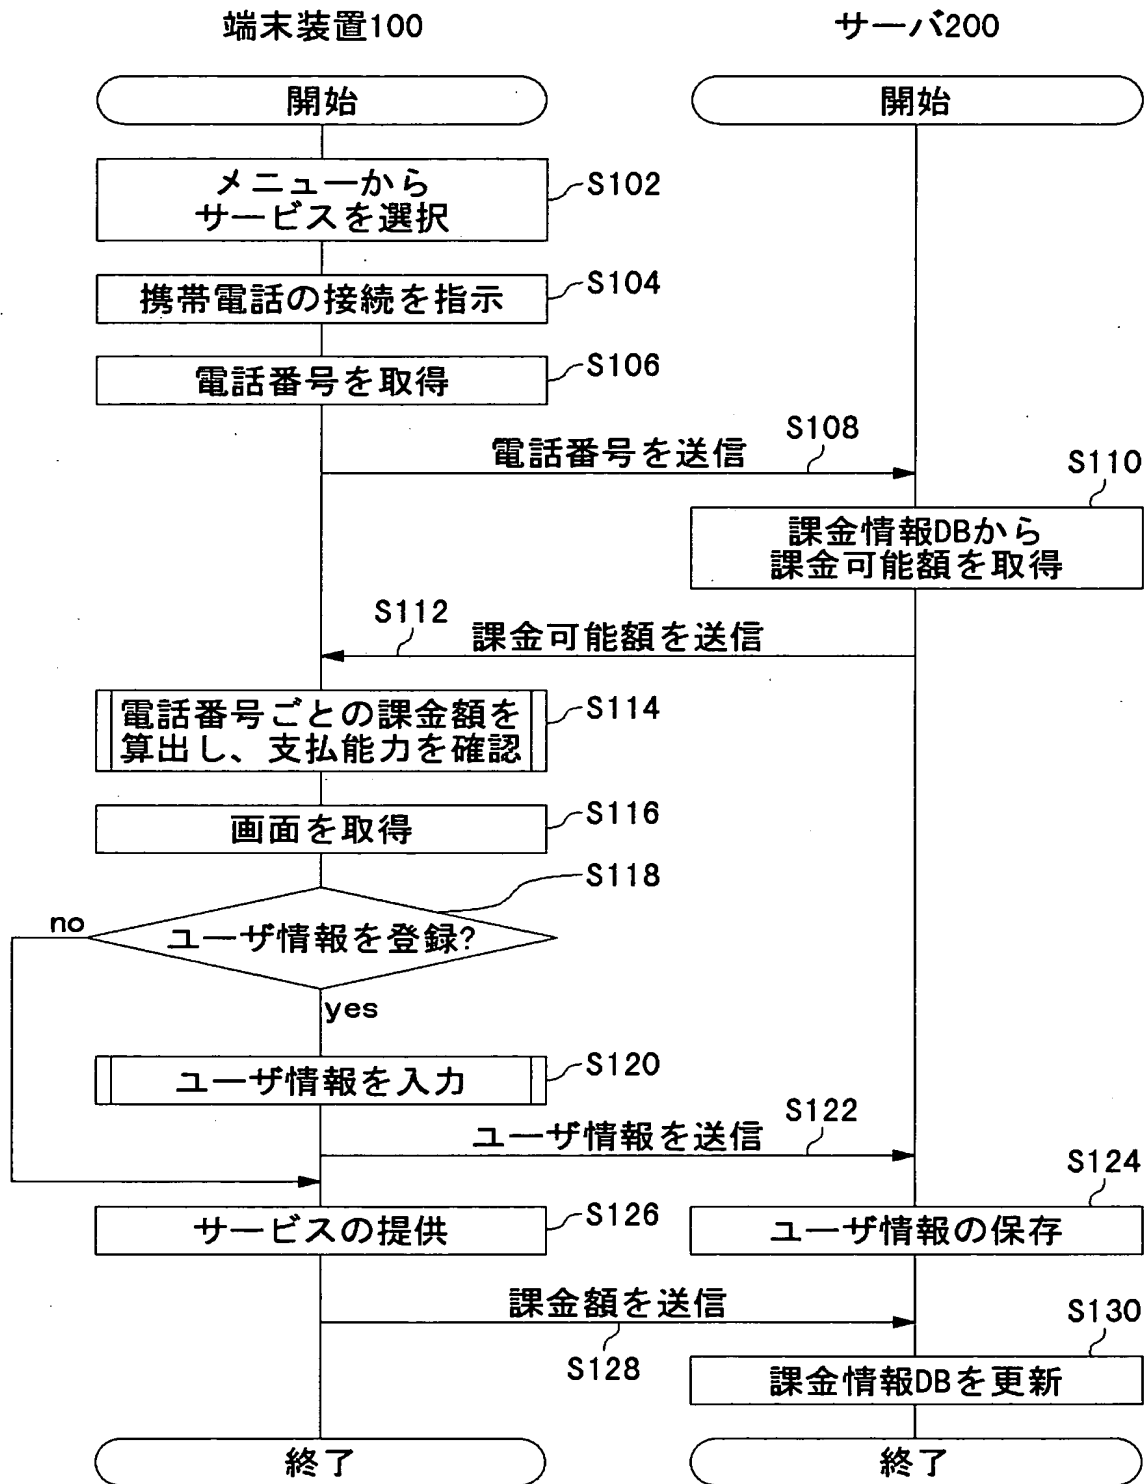 端末装置100
サーバ200
開始
開始
メニューから
サービスを選択
S102
携帯電話の接続を指示
S104
電話番号を取得
S106
電話番号を送信
S108
S110
課金情報DBから
課金可能額を取得
S112
課金可能額を送信
電話番号ごとの課金額を
算出し、支払能力を確認
S114
画面を取得
S116
S118
no
ユーザ情報を登録?
yes
ユーザ情報を入力
S120
ユーザ情報を送信
S122
S124
サービスの提供
S126
ユーザ情報の保存
課金額を送信
S128
S130
課金情報DBを更新
終了
終了